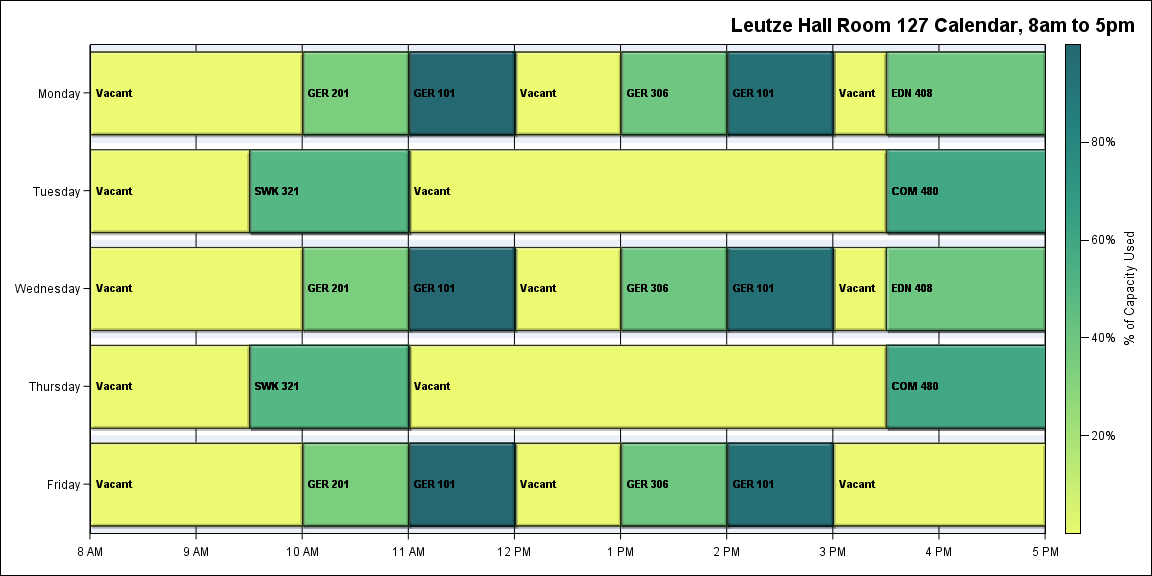 Leutze Hall Room 127 Calendar, 8am to 5pm
Monday
Vacant
GER 201
GER 101
Vacant
GER 306
GER 101
Vacant
EDN 408
Tuesday
Vacant
SWK 321
Vacant
COM 480
Wednesday
Vacant
GER 201
GER 101
Vacant
GER 306
GER 101
Vacant
EDN 408
Thursday
Vacant
SWK 321
Vacant
COM 480
Friday
Vacant
GER 201
GER 101
Vacant
GER 306
GER 101
Vacant
8 AM
9 AM
10 AM
11 AM
12 PM
1 PM
2 PM
3 PM
4 PM
5 PM
80%
60%
40%
20%
% of Capacity Used